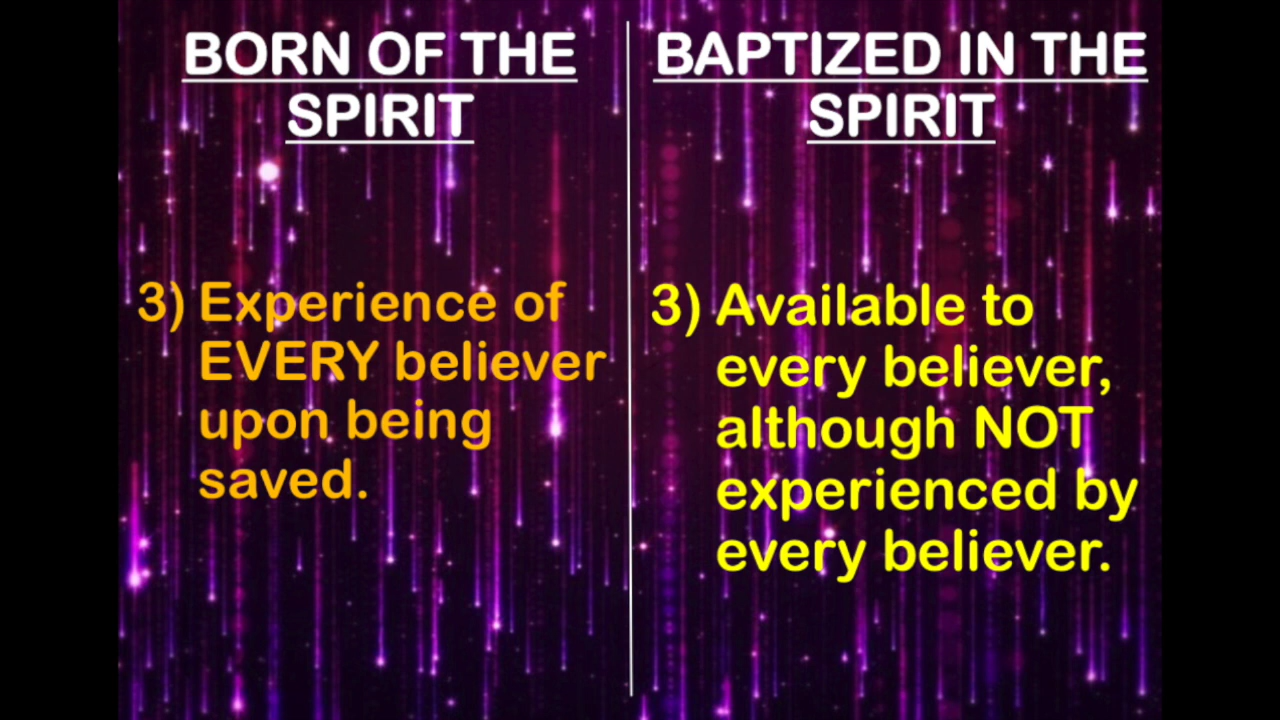 BORN OF THE
SPIRIT
3) Experience of
EVERY believer
upon being
saved.
BAPTIZED IN THE
SPIRIT
3) Available to
every believer,
although NOT
experienced by
every believer.